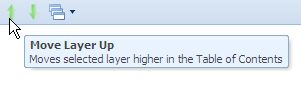 Move Layer Up
Moves selected layer higher in the Table of Contents